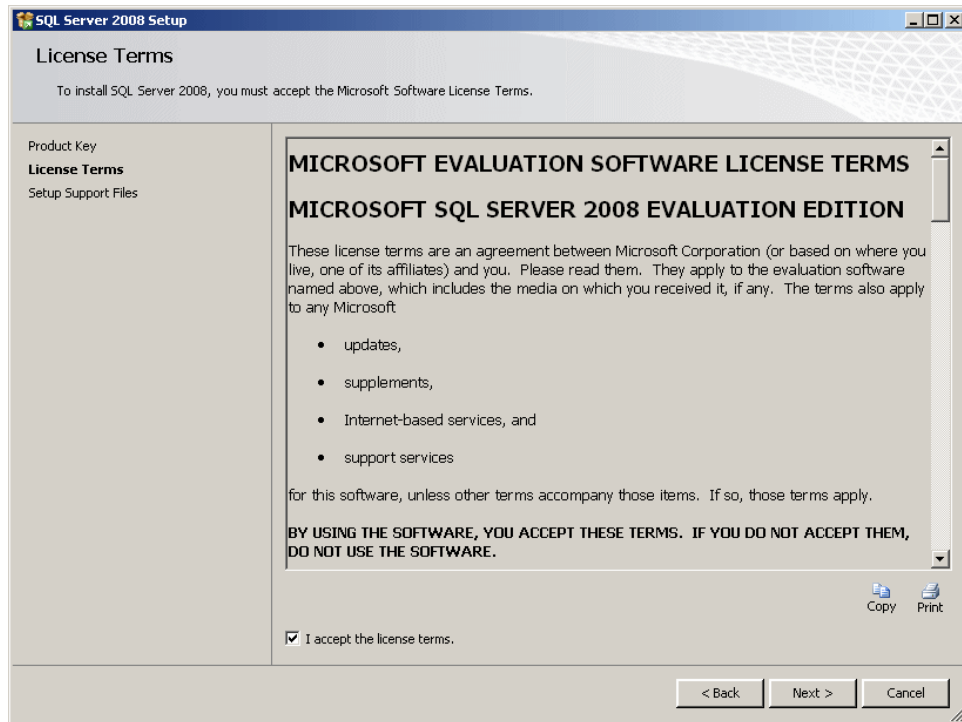 SQL Server 2008 Setup
License Terms
To install SQL Server 2008, you must accept the Microsoft Software License Terms.
Product Key
License Terms
Setup Support Files
MICROSOFT EVALUATION SOFTWARE LICENSE TERMS
MICROSOFT SQL SERVER 2008 EVALUATION EDITION
These license terms are an agreement between Microsoft Corporation (or based on where you
live, one of its affiliates) and you.  Please read them.  They apply to the evaluation software
named above, which includes the media on which you received it, if any.  The terms also apply
to any Microsoft
• updates,
• supplements,
• Internet-based services, and
• support services
for this software, unless other terms accompany those items.  If so, those terms apply.
BY USING THE SOFTWARE, YOU ACCEPT THESE TERMS.  IF YOU DO NOT ACCEPT THEM,
DO NOT USE THE SOFTWARE.
Copy Print
I accept the license terms.
< Back Next > Cancel